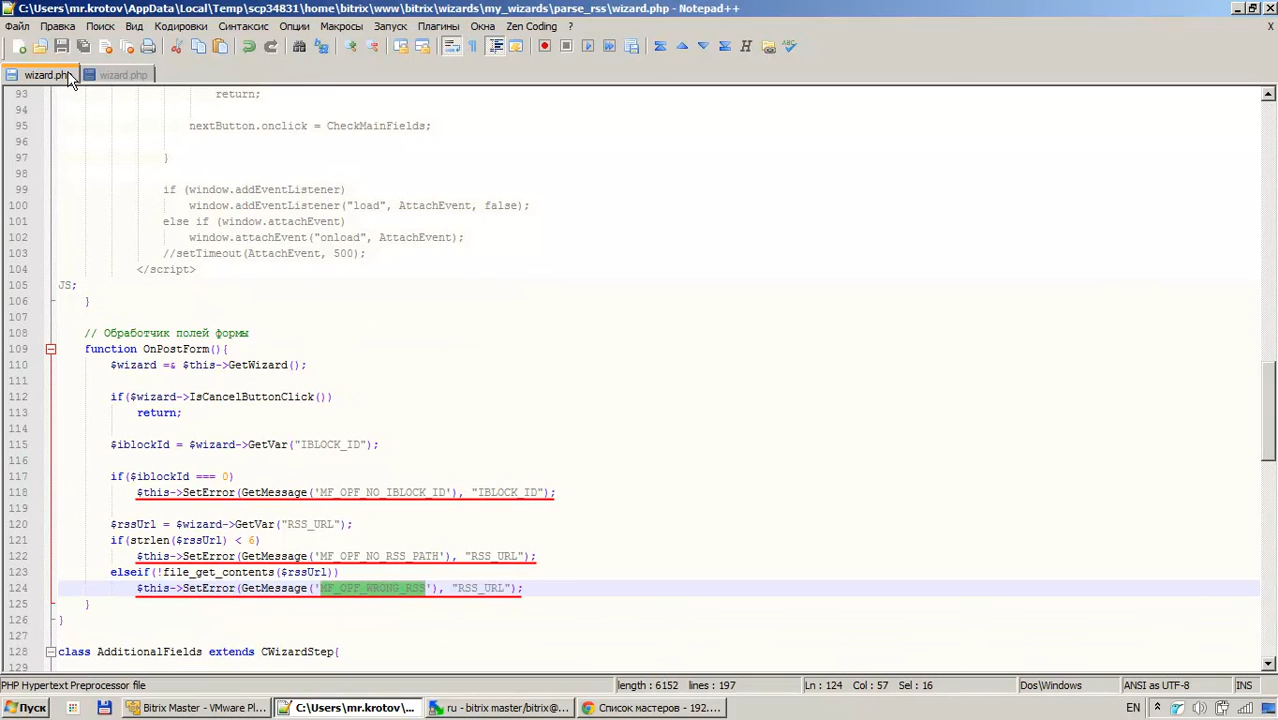 C:\Users\mr.krotov\AppData\Local\Temp\scp34831\home\bitrix\www\bitrix\wizards\my_wizards\parse_rss\wizard.php - Notepad++
Файл Правка Поиск Вид Кодировки Синтаксис Опции Макросы Запуск Плагины Окна Zen Coding ? X
wizard.php wizard.php
93 return;
94
95 nextButton.onclick = CheckMainFields;
96
97 }
98
99 if (window.addEventListener)
100 window.addEventListener("load", AttachEvent, false);
101 else if (window.attachEvent)
102 window.attachEvent("onload", AttachEvent);
103 //setTimeout(AttachEvent, 500);
104 </script>
105 JS;
106 }
107
108 // Обработчик полей формы
109 function OnPostForm(){
110 $wizard =& $this->GetWizard();
111
112 if($wizard->IsCancelButtonClick())
113 return;
114
115 $iblockId = $wizard->GetVar("IBLOCK_ID");
116
117 if($iblockId === 0)
118 $this->SetError(GetMessage('MF_OPF_NO_IBLOCK_ID'), "IBLOCK_ID");
119
120 $rssUrl = $wizard->GetVar("RSS_URL");
121 if(strlen($rssUrl) < 6)
122 $this->SetError(GetMessage('MF_OPF_NO_RSS_PATH'), "RSS_URL");
123 elseif(!file_get_contents($rssUrl))
124 $this->SetError(GetMessage('MF_OPF_WRONG_RSS'), "RSS_URL");
125 }
126 }
127
128 class AdditionalFields extends CWizardStep{
129
PHP Hypertext Preprocessor file length : 6152 lines : 197 Ln : 124 Col : 57 Sel : 16 Dos\Windows ANSI as UTF-8 INS
Пуск Bitrix Master - VMware Pl... C:\Users\mr.krotov\... ru - bitrix master/bitrix@... Список мастеров - 192.... EN 16:49